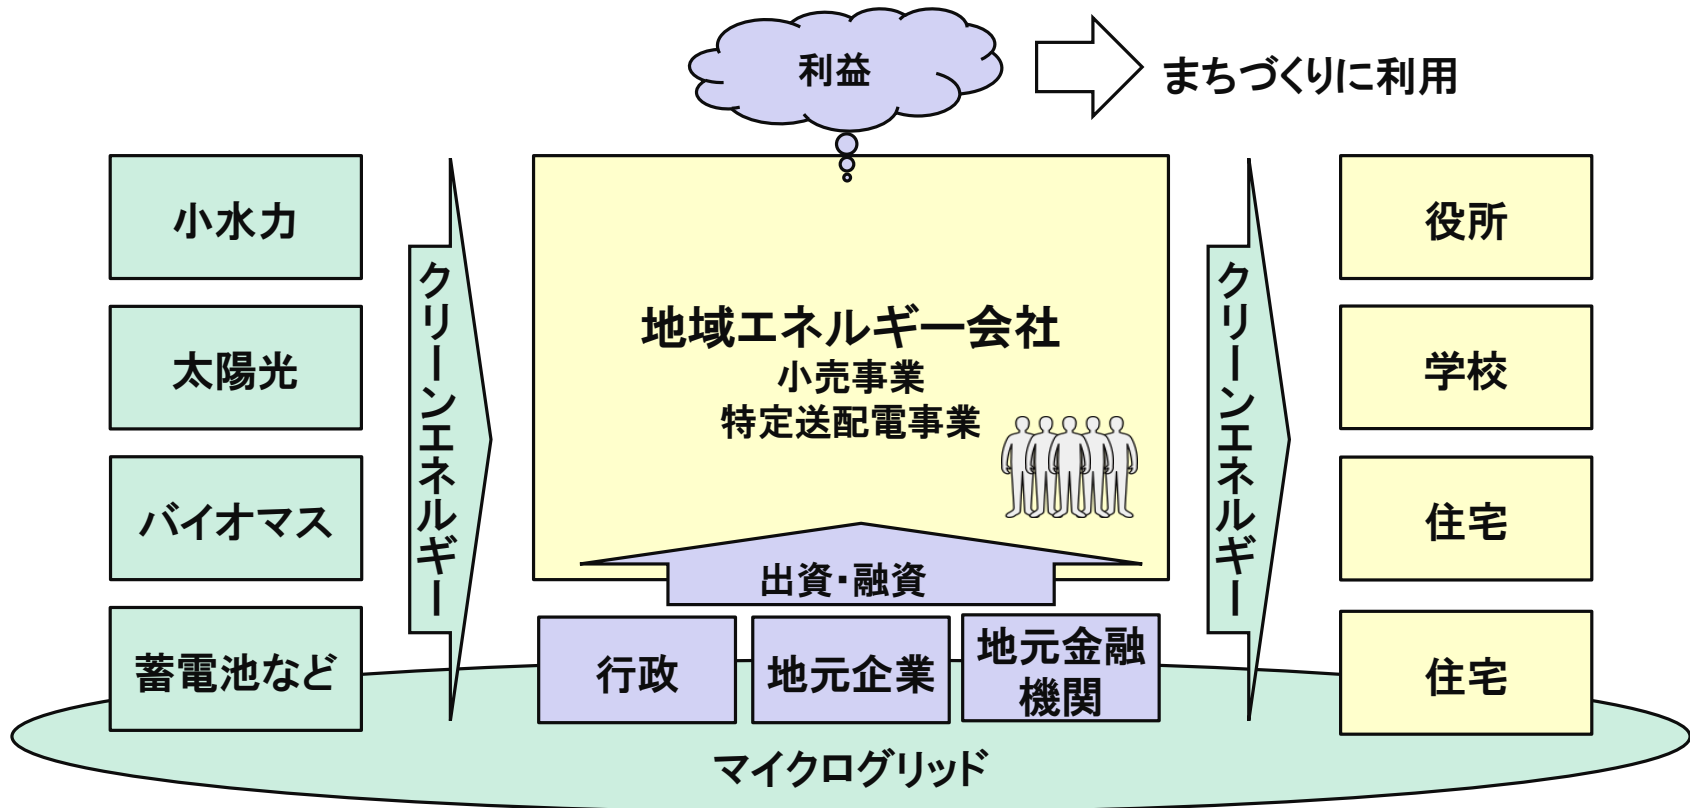 利益
まちづくりに利用
小水力
太陽光
バイオマス
蓄電池など
クリーンエネルギー
地域エネルギー会社
小売事業
特定送配電事業
出資・融資
行政
地元企業
地元金融
機関
クリーンエネルギー
役所
学校
住宅
住宅
マイクログリッド